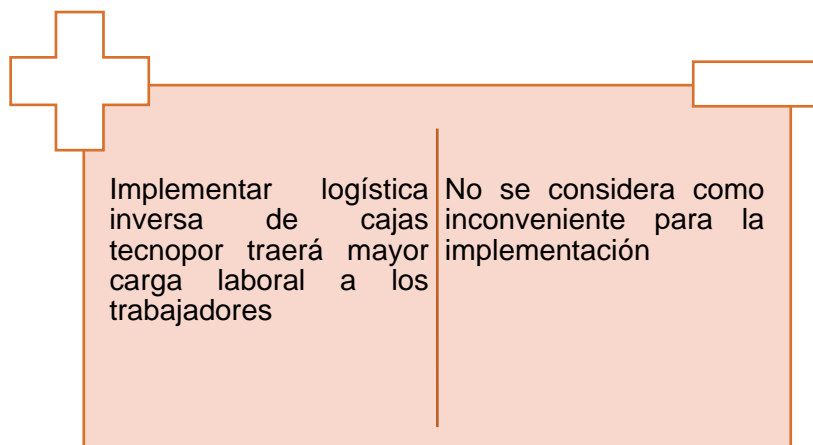 Implementar logística
inversa de cajas
tecnopor traerá mayor
carga laboral a los
trabajadores
No se considera como
inconveniente para la
implementación